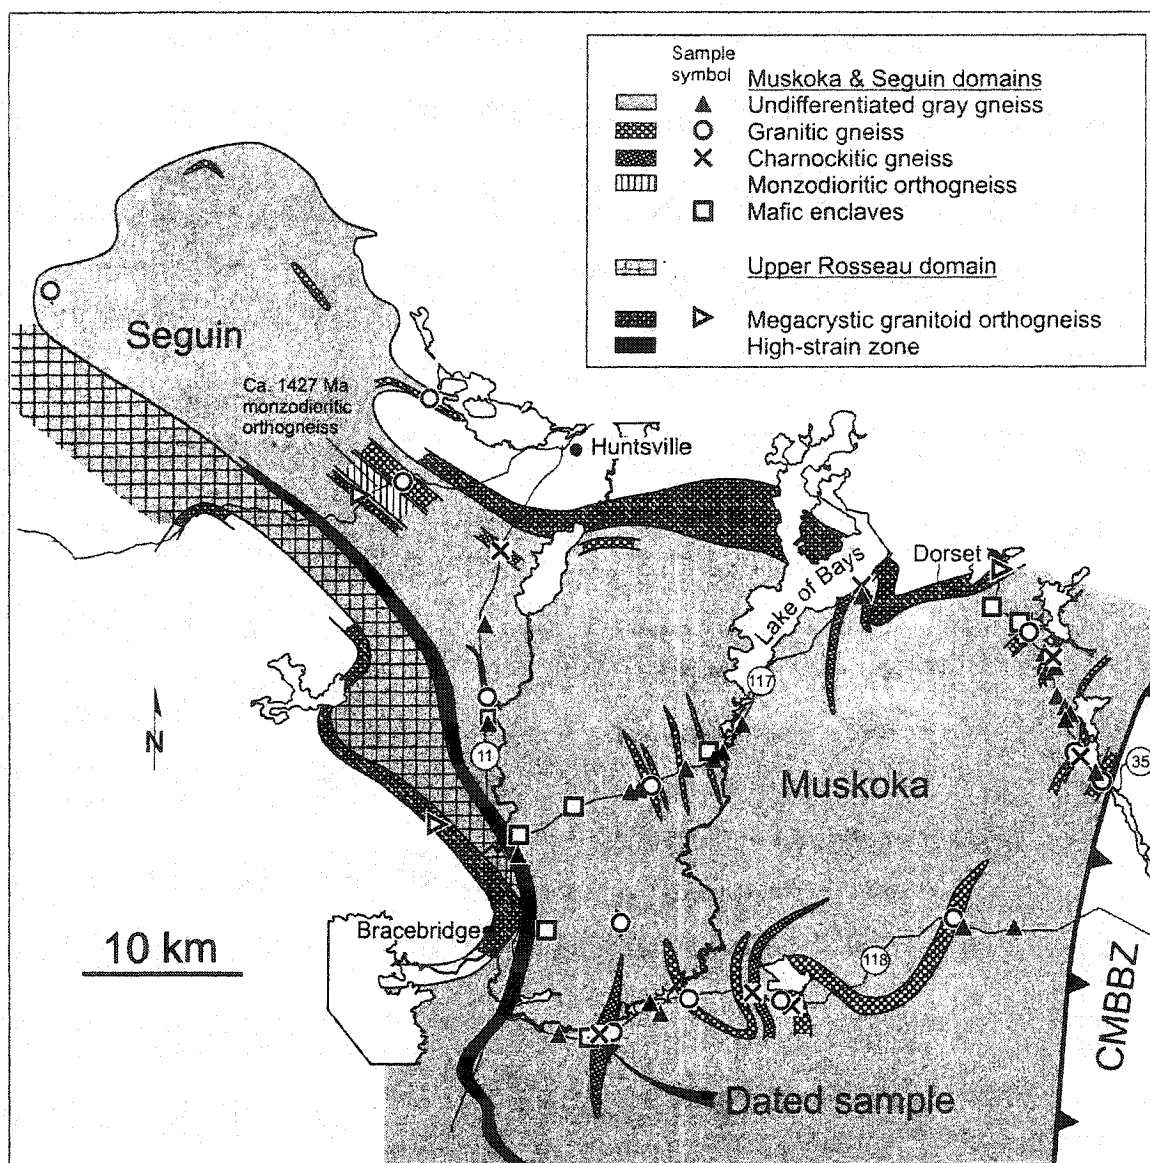 Sample
symbol
Muskoka & Seguin domains
Undifferentiated gray gneiss
Granitic gneiss
Charnockitic gneiss
Monzodioritic orthogneiss
Mafic enclaves
Upper Rosseau domain
Megacrystic granitoid orthogneiss
High-strain zone
Seguin
Ca. 1427 Ma
monzodioritic
orthogneiss
Huntsville
Dorset
Lake of Bays
117
N
11
35
Muskoka
Bracebridge
10 km
118
CMBBZ
Dated sample